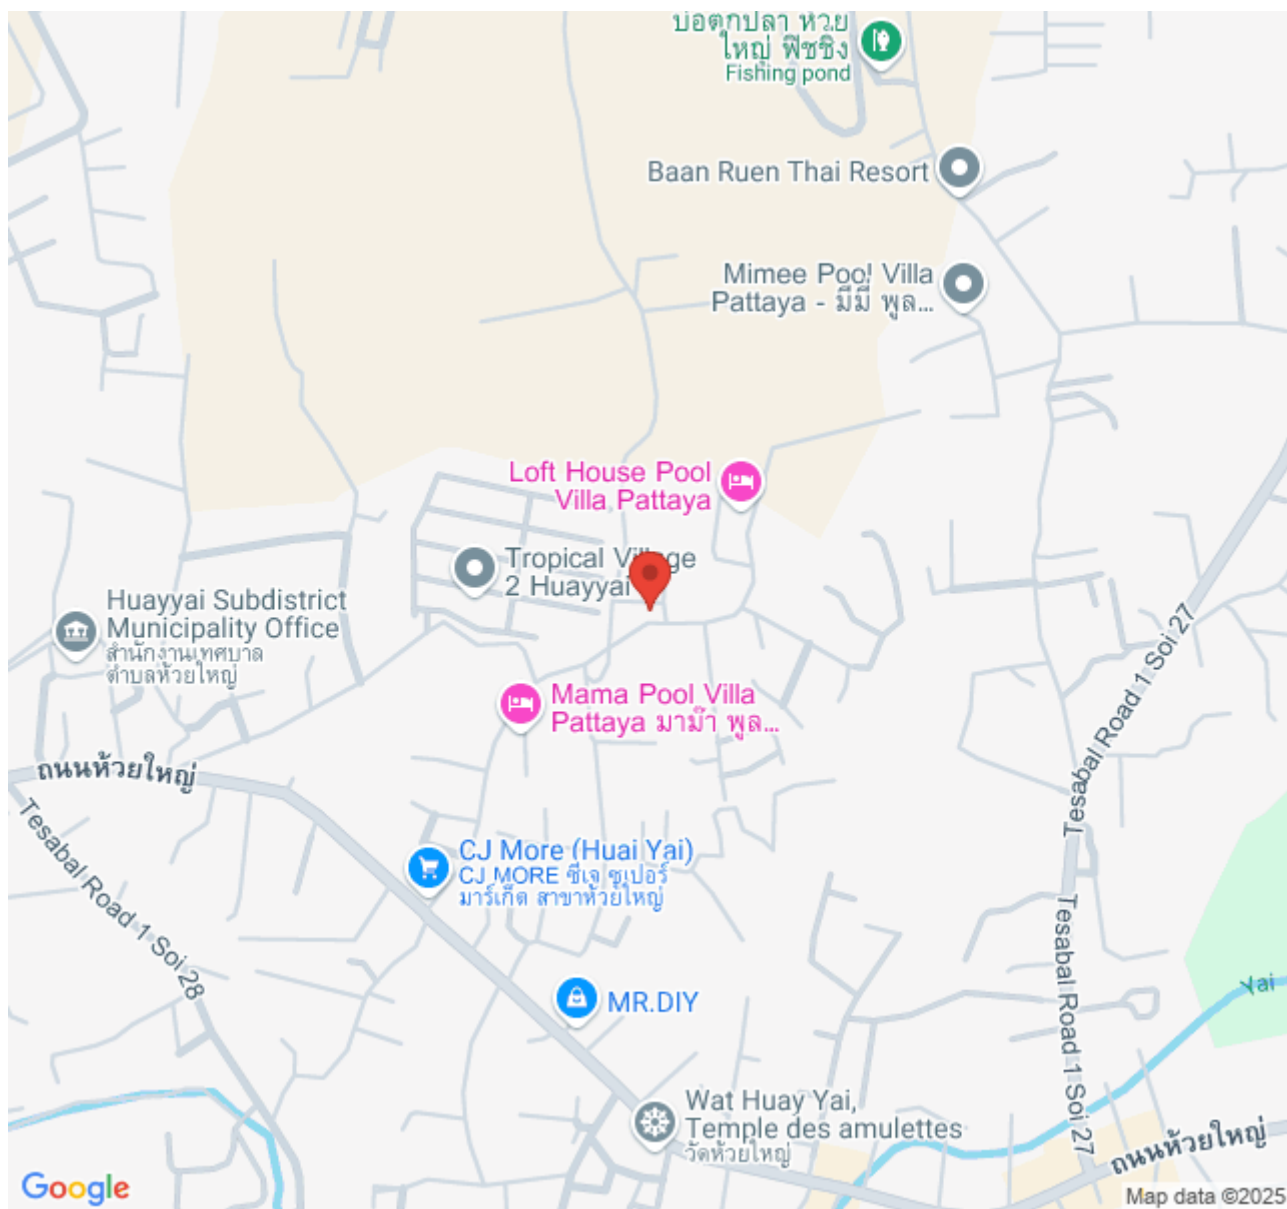 บ่อตกปลา ห้วย
ใหญ่ ฟิชชิ่ง
Fishing pond
Baan Ruen Thai Resort
Mimee Pool Villa
Pattaya - มีมี่ พูล...
Loft House Pool
Villa Pattaya
Tropical Village
2 Huayyai
Huayyai Subdistrict
Municipality Office
สำนักงานเทศบาล
ตำบลห้วยใหญ่
Tesabal Road 1 Soi 27
Mama Pool Villa
Pattaya มาม๊า พูล...
ถนนห้วยใหญ่
Tesabal Road 1 Soi 28
CJ More (Huai Yai)
CJ MORE ซีเจ ซุเปอร์
มาร์เก็ต สาขาห้วยใหญ่
Tesabal Road 1 Soi 27
Yai
MR.DIY
Wat Huay Yai,
Temple des amulettes
วัดห้วยใหญ่
ถนนห้วยใหญ่
Google
Map data ©2025